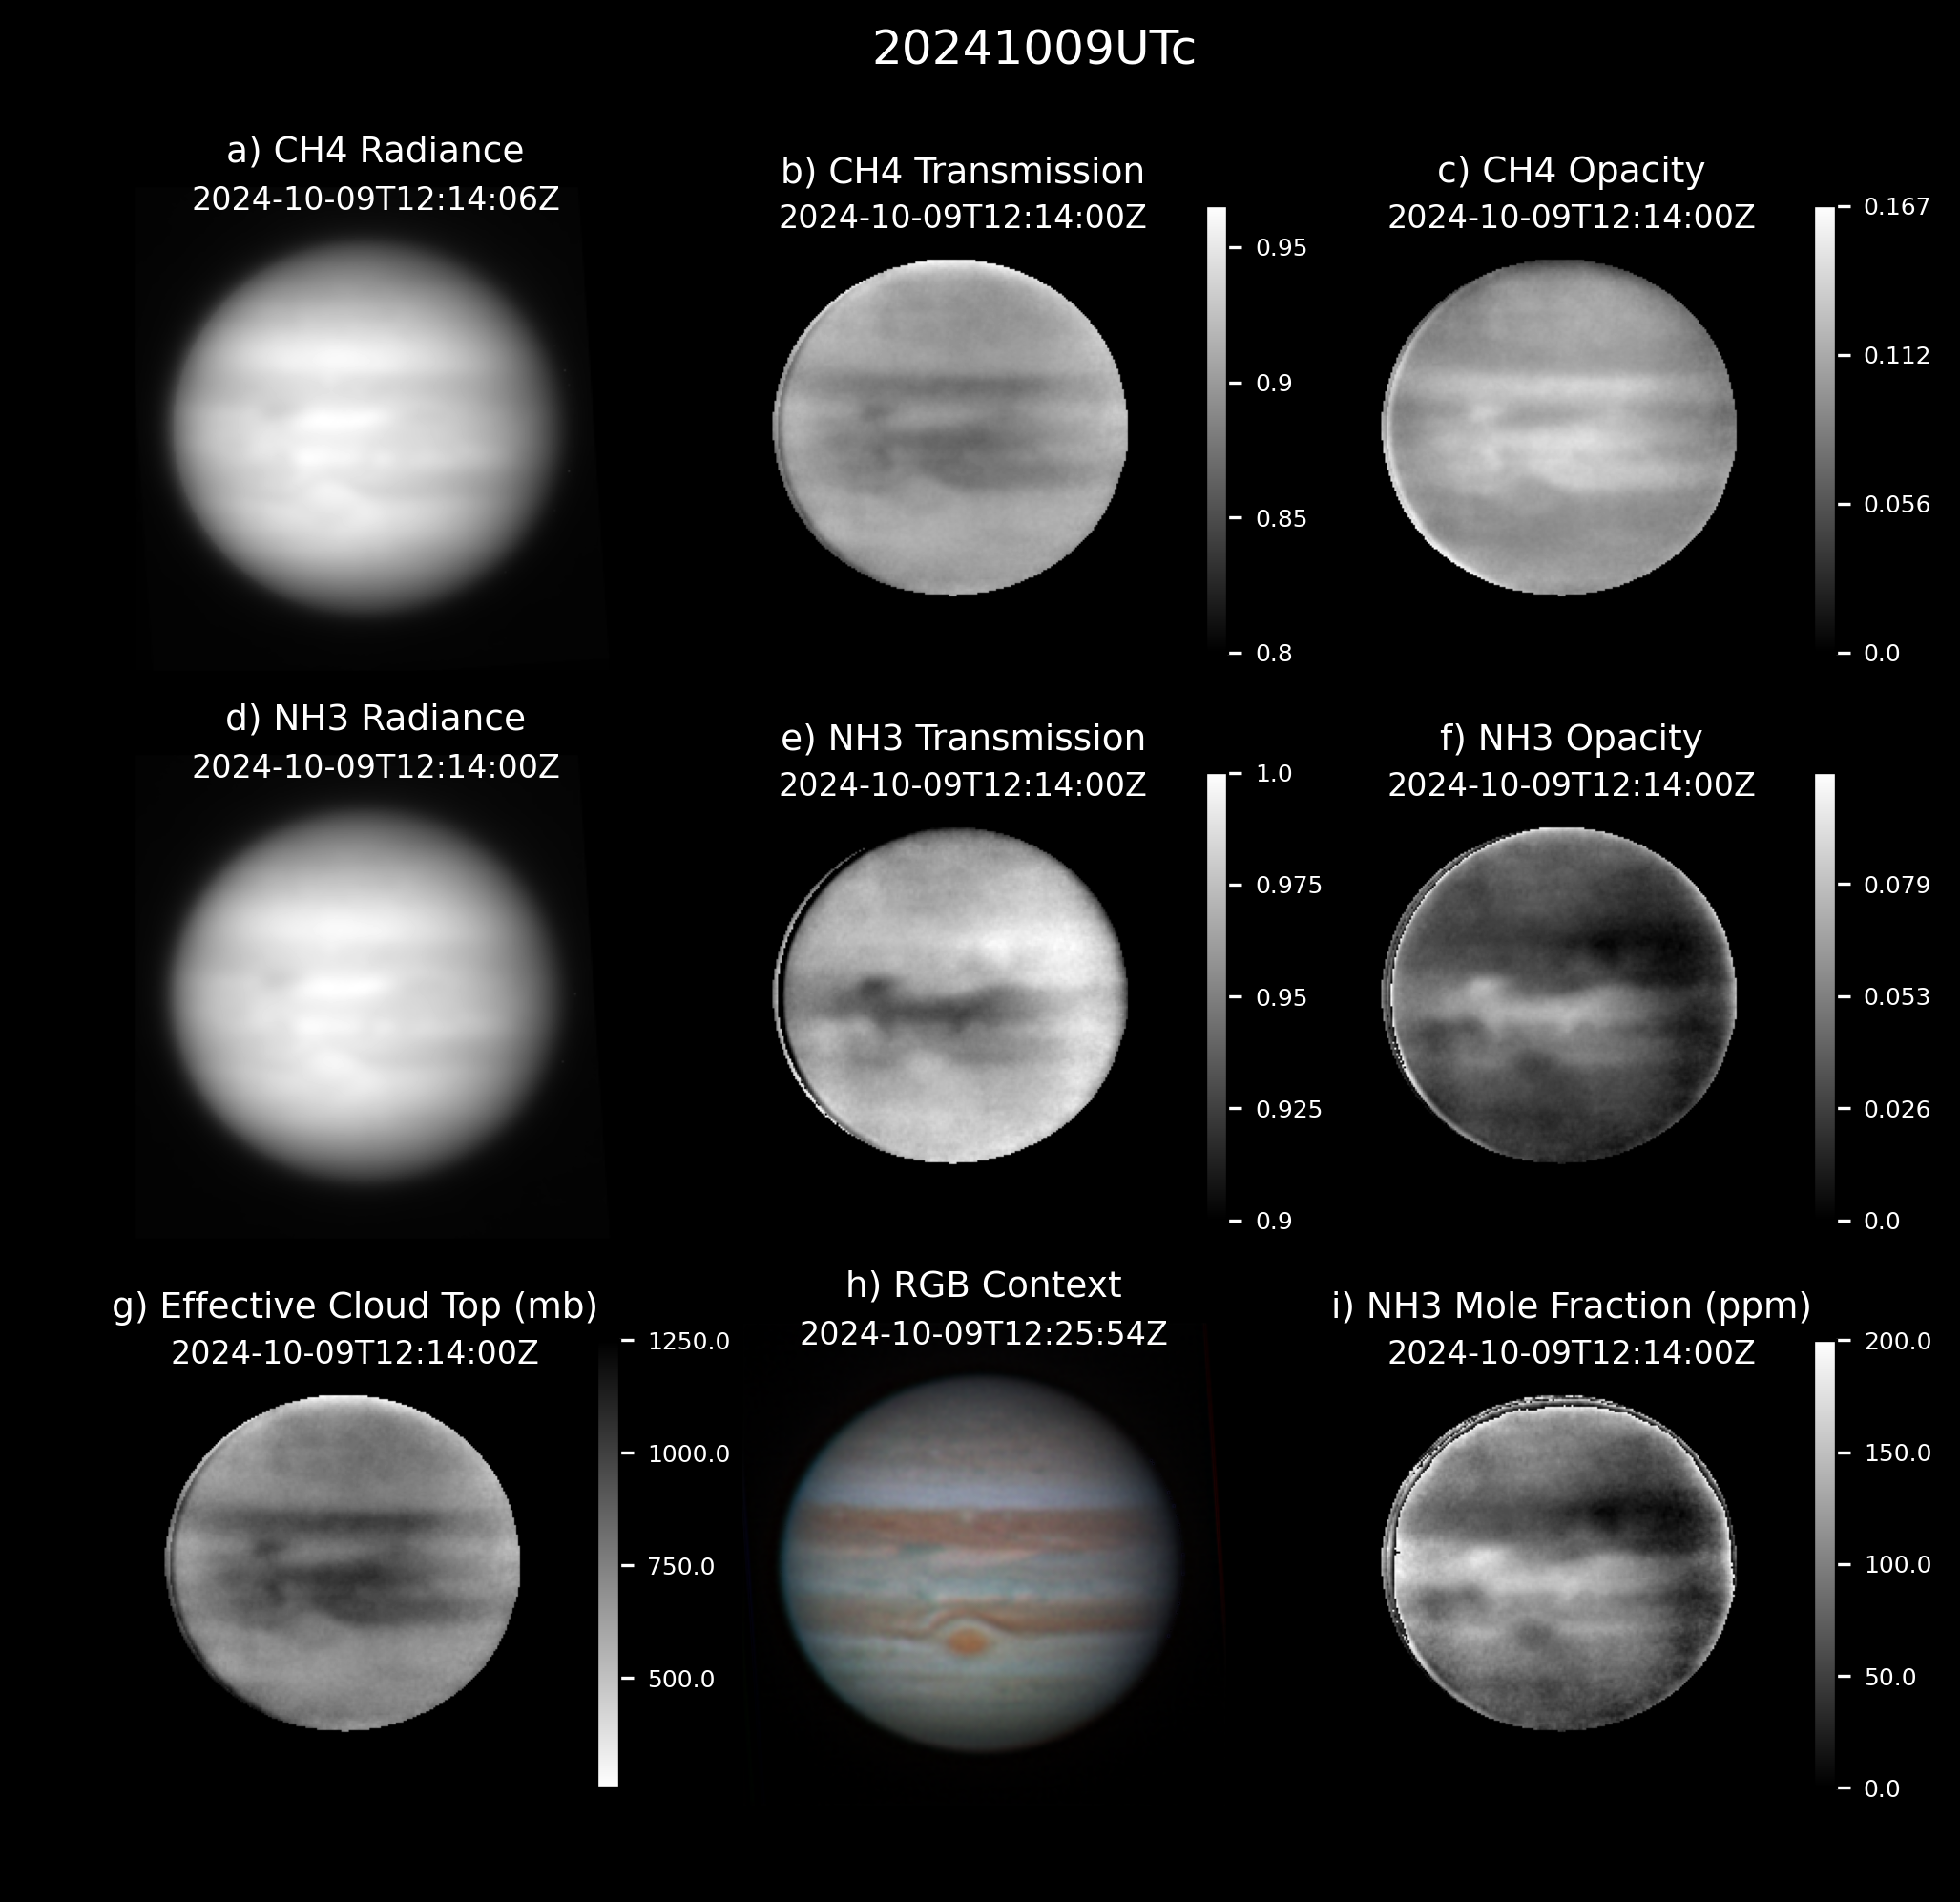 20241009UTc
a) CH4 Radiance
2024-10-09T12:14:06Z
b) CH4 Transmission
2024-10-09T12:14:00Z
0.95
0.9
0.85
0.8
c) CH4 Opacity
2024-10-09T12:14:00Z
0.167
0.112
0.056
0.0
d) NH3 Radiance
2024-10-09T12:14:00Z
e) NH3 Transmission
2024-10-09T12:14:00Z
1.0
0.975
0.95
0.925
0.9
f) NH3 Opacity
2024-10-09T12:14:00Z
0.079
0.053
0.026
0.0
g) Effective Cloud Top (mb)
2024-10-09T12:14:00Z
1250.0
1000.0
750.0
500.0
h) RGB Context
2024-10-09T12:25:54Z
i) NH3 Mole Fraction (ppm)
2024-10-09T12:14:00Z
200.0
150.0
100.0
50.0
0.0